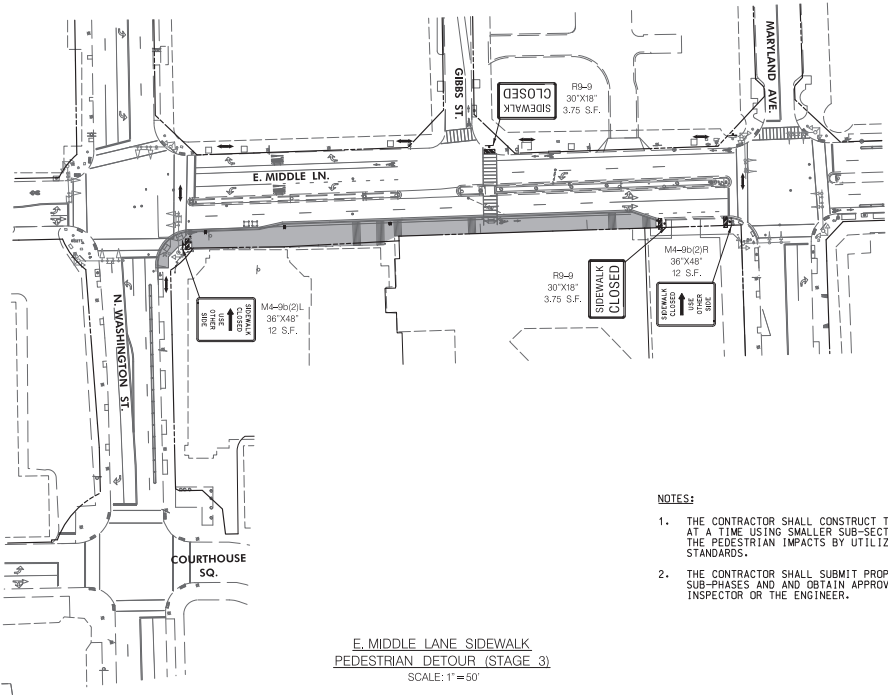 MARYLAND AVE.
GIBBS ST.
SIDEWALK
CLOSED
R9-9
30"X18"
3.75 S.F.
E. MIDDLE LN.
N. WASHINGTON ST.
SIDEWALK
CLOSED
USE
OTHER
SIDE
M4-9b(2)L
36"X48"
12 S.F.
R9-9
30"X18"
3.75 S.F.
SIDEWALK
CLOSED
M4-9b(2)R
36"X48"
12 S.F.
SIDEWALK
CLOSED
USE
OTHER
SIDE
COURTHOUSE
SQ.
NOTES:
1. THE CONTRACTOR SHALL CONSTRUCT T
AT A TIME USING SMALLER SUB-SECT
THE PEDESTRIAN IMPACTS BY UTILIZ
STANDARDS.
2. THE CONTRACTOR SHALL SUBMIT PROP
SUB-PHASES AND AND OBTAIN APPROV
INSPECTOR OR THE ENGINEER.
E. MIDDLE LANE SIDEWALK
PEDESTRIAN DETOUR (STAGE 3)
SCALE: 1"=50'